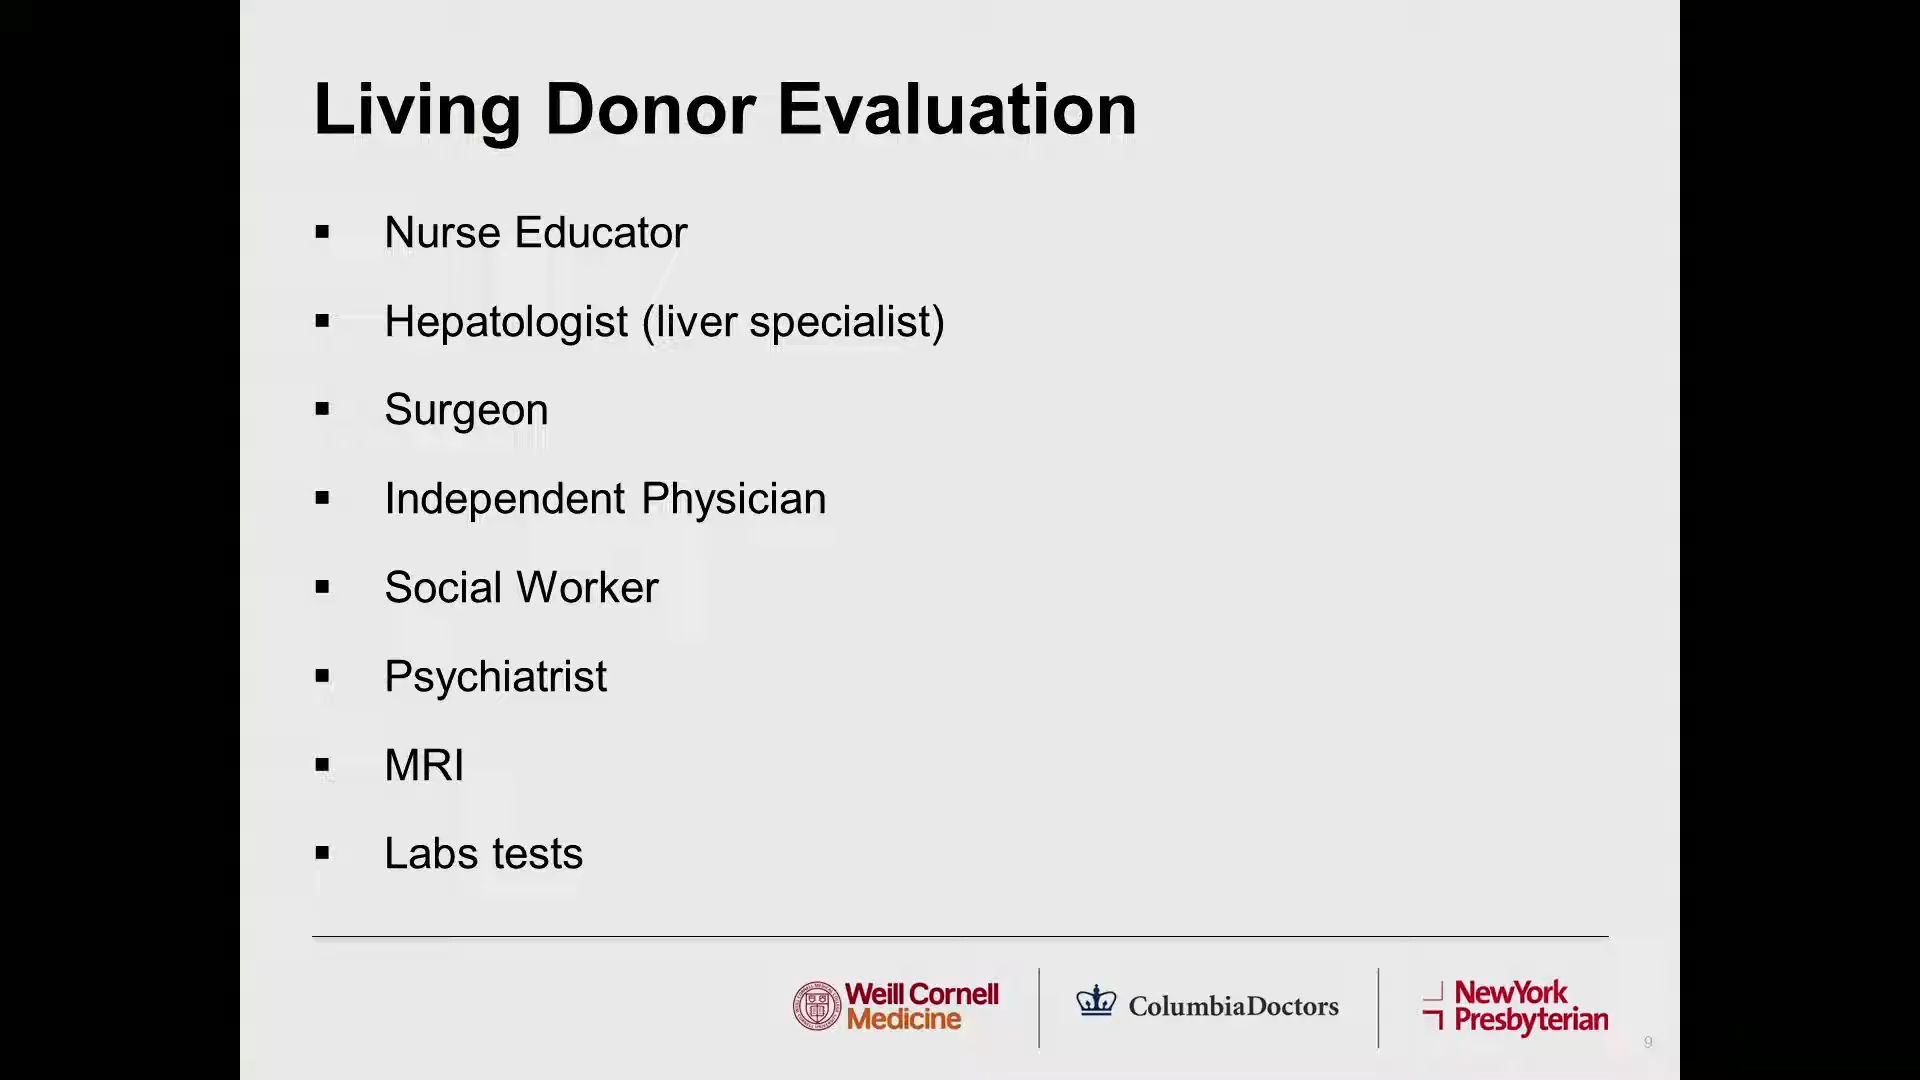 Living Donor Evaluation
▪ Nurse Educator
▪ Hepatologist (liver specialist)
▪ Surgeon
▪ Independent Physician
▪ Social Worker
▪ Psychiatrist
▪ MRI
▪ Labs tests
Weill Cornell
Medicine
ColumbiaDoctors
NewYork
Presbyterian
9